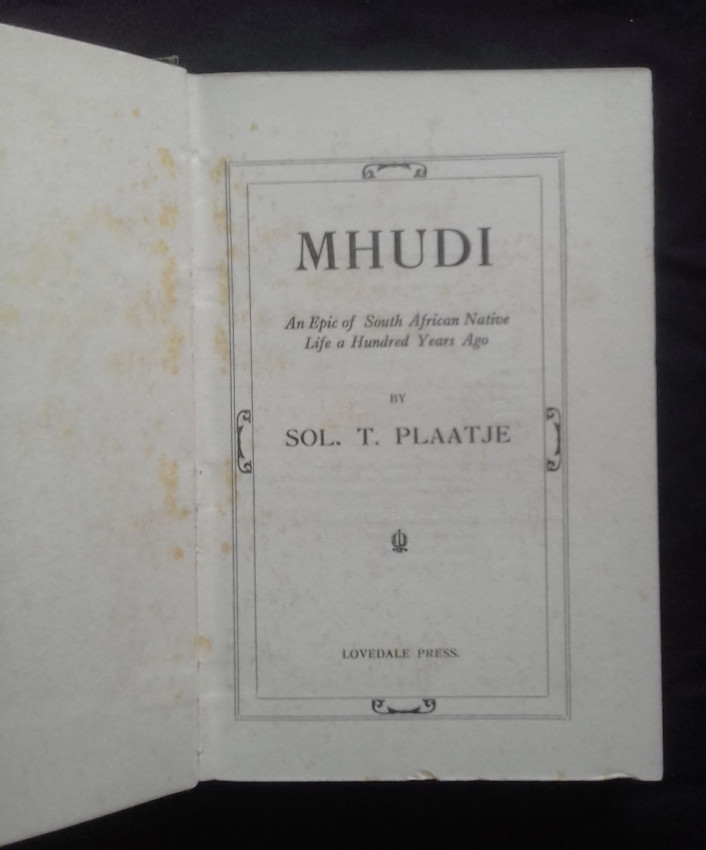 MHUDI
An Epic of South African Native
Life a Hundred Years Ago
BY
SOL. T. PLAATJE
LOVEDALE PRESS.